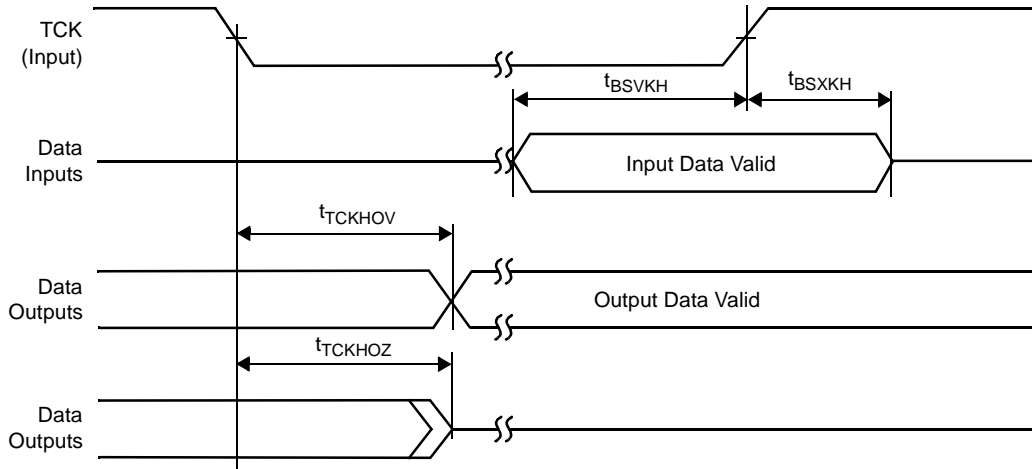 TCK
(Input)
tBSVKH
tBSXKH
Data
Inputs
Input Data Valid
tTCKHOV
Data
Outputs
Output Data Valid
tTCKHOZ
Data
Outputs